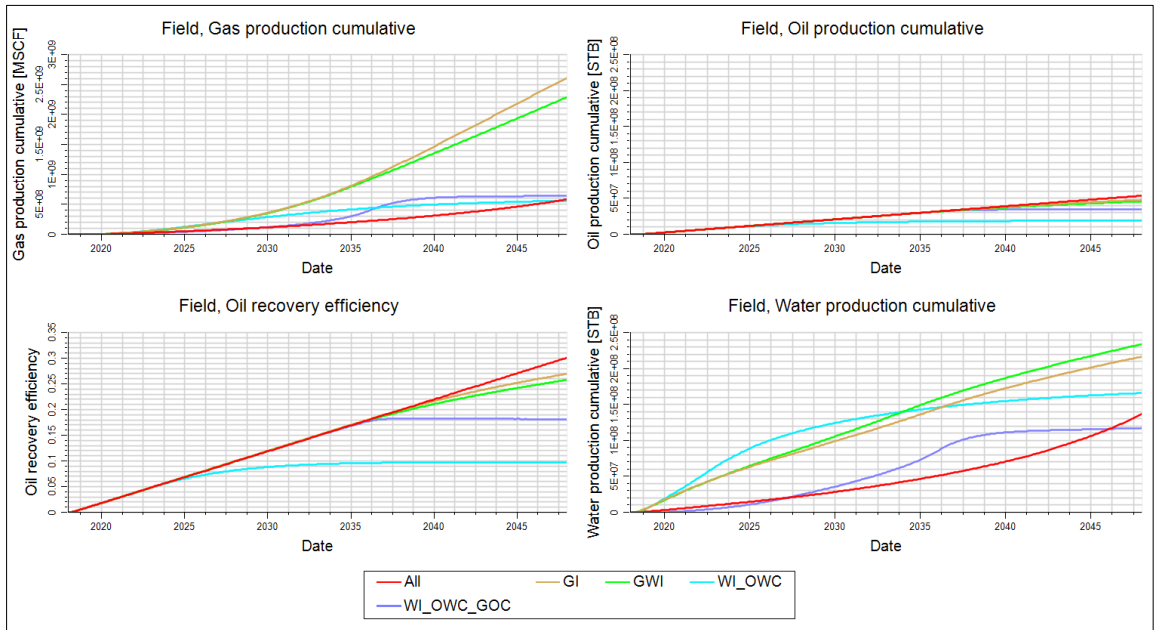 Field, Gas production cumulative
Gas production cumulative [MSCF]
3E+09
2.5E+09
2E+09
1.5E+09
1E+09
5E+08
0
2020 2025 2030 2035 2040 2045
Date
Field, Oil production cumulative
Oil production cumulative [STB]
2.5E+08
2E+08
1.5E+08
1E+08
5E+07
0
2020 2025 2030 2035 2040 2045
Date
Field, Oil recovery efficiency
Oil recovery efficiency
0.35
0.3
0.25
0.2
0.15
0.1
0.05
0
2020 2025 2030 2035 2040 2045
Date
Field, Water production cumulative
Water production cumulative [STB]
2.5E+08
2E+08
1.5E+08
1E+08
5E+07
0
2020 2025 2030 2035 2040 2045
Date
All GI GWI WI_OWC
WI_OWC_GOC